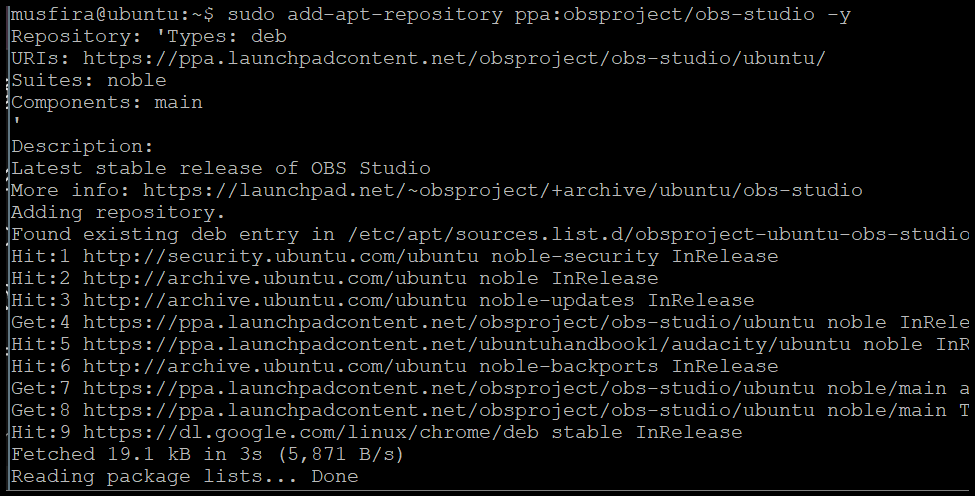 musfira@ubuntu:~$ sudo add-apt-repository ppa:obsproject/obs-studio -y
Repository: 'Types: deb
URIs: https://ppa.launchpadcontent.net/obsproject/obs-studio/ubuntu/
Suites: noble
Components: main
'
Description:
Latest stable release of OBS Studio
More info: https://launchpad.net/~obsproject/+archive/ubuntu/obs-studio
Adding repository.
Found existing deb entry in /etc/apt/sources.list.d/obsproject-ubuntu-obs-studio
Hit:1 http://security.ubuntu.com/ubuntu noble-security InRelease
Hit:2 http://archive.ubuntu.com/ubuntu noble InRelease
Hit:3 http://archive.ubuntu.com/ubuntu noble-updates InRelease
Get:4 https://ppa.launchpadcontent.net/obsproject/obs-studio/ubuntu noble InRele
Hit:5 https://ppa.launchpadcontent.net/ubuntuhandbook1/audacity/ubuntu noble InR
Hit:6 http://archive.ubuntu.com/ubuntu noble-backports InRelease
Get:7 https://ppa.launchpadcontent.net/obsproject/obs-studio/ubuntu noble/main a
Get:8 https://ppa.launchpadcontent.net/obsproject/obs-studio/ubuntu noble/main T
Hit:9 https://dl.google.com/linux/chrome/deb stable InRelease
Fetched 19.1 kB in 3s (5,871 B/s)
Reading package lists... Done